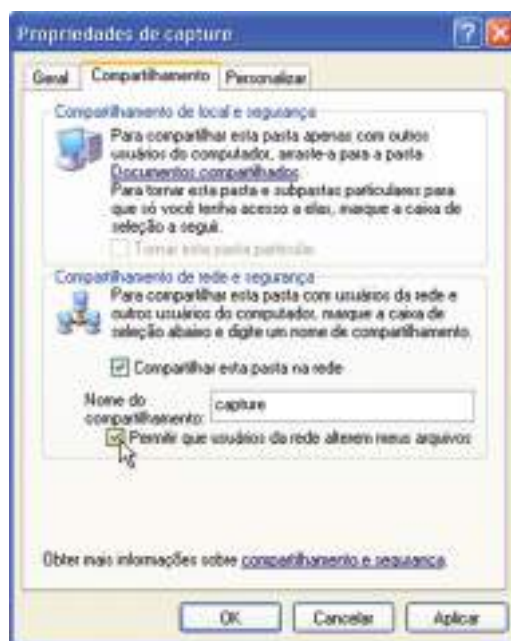 Propriedades de capture
Geral
Compartilhamento
Personalizar
Compartilhamento de local e segurança
Para compartilhar esta pasta apenas com outros
usuários do computador, arraste-a para a pasta
Documentos compartilhados.
Para tornar esta pasta e subpastas particulares para
que só você tenha acesso a elas, marque a caixa de
seleção a seguir.
Tornar esta pasta particular
Compartilhamento de rede e segurança
Para compartilhar esta pasta com usuários da rede e
outros usuários do computador, marque a caixa de
seleção abaixo e digite um nome de compartilhamento.
Compartilhar esta pasta na rede
Nome do
compartilhamento:
capture
Permitir que usuários da rede alterem meus arquivos
Obter mais informações sobre compartilhamento e segurança.
OK
Cancelar
Aplicar